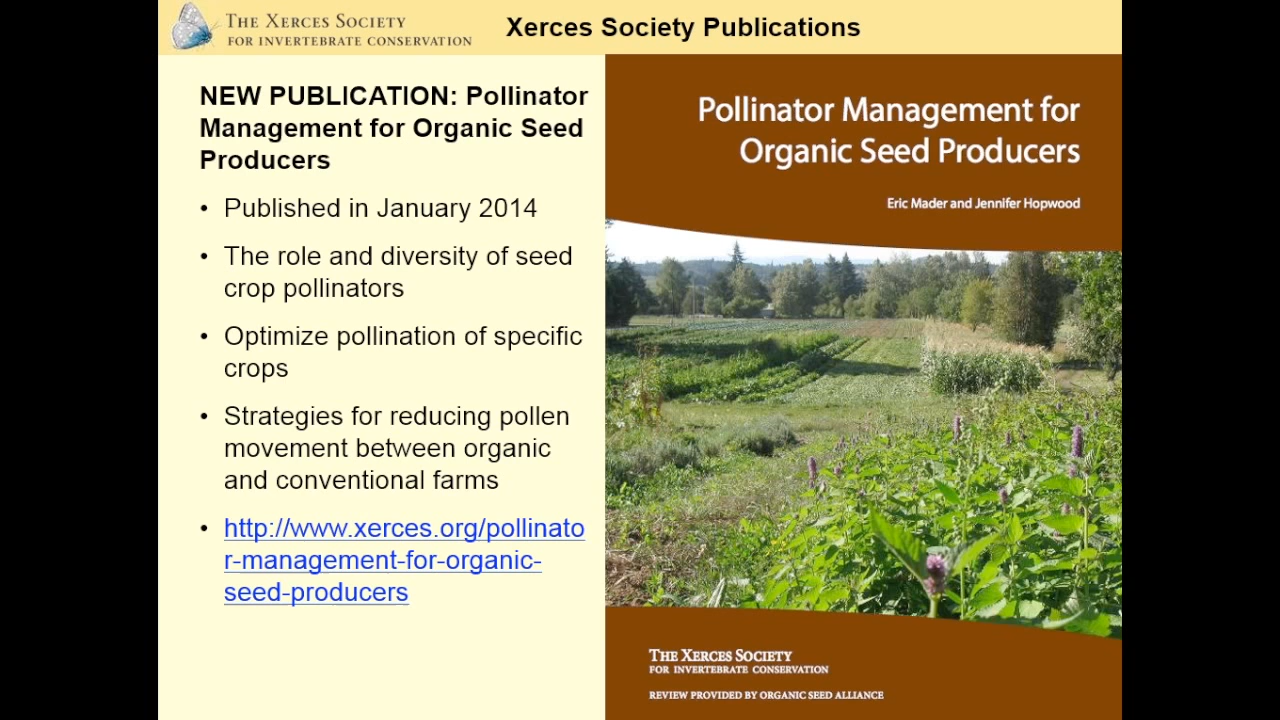 THE XERCES SOCIETY
FOR INVERTEBRATE CONSERVATION
Xerces Society Publications
NEW PUBLICATION: Pollinator
Management for Organic Seed
Producers
• Published in January 2014
• The role and diversity of seed
crop pollinators
• Optimize pollination of specific
crops
• Strategies for reducing pollen
movement between organic
and conventional farms
• http://www.xerces.org/pollinato
r-management-for-organic-
seed-producers
Pollinator Management for
Organic Seed Producers
Eric Mader and Jennifer Hopwood
THE XERCES SOCIETY
FOR INVERTEBRATE CONSERVATION
REVIEW PROVIDED BY ORGANIC SEED ALLIANCE